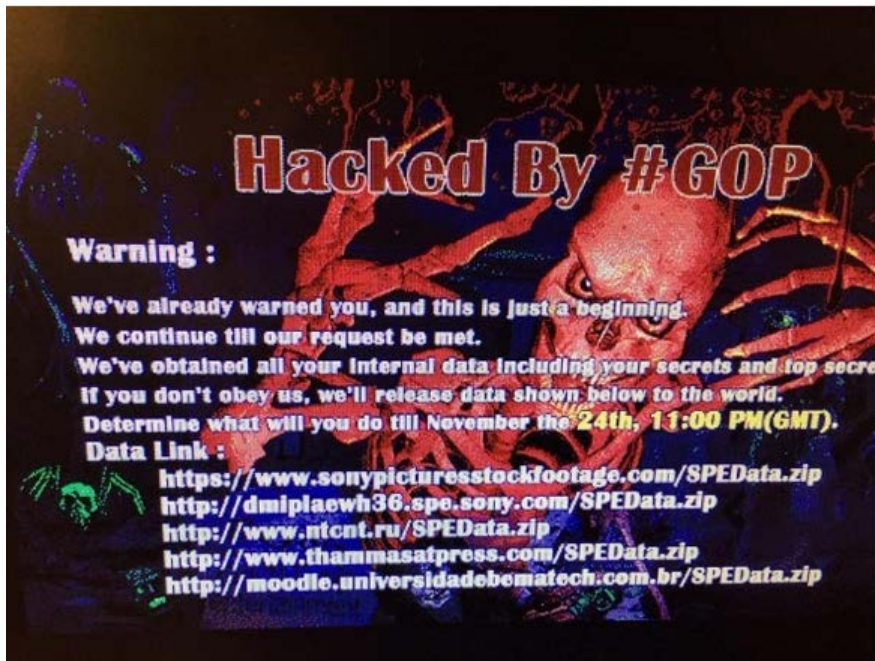 Hacked By #GOP
Warning :
We've already warned you, and this is just a beginning.
We continue till our request be met.
We've obtained all your internal data including your secrets and top secre
if you don't obey us, we'll release data shown below to the world.
Determine what will you do till November the 24th, 11:00 PM(GMT).
Data Link :
https://www.sonypicturesstockfootage.com/SPEData.zip
http://dmiplaewh36.spe.sony.com/SPEData.zip
http://www.ntcnt.ru/SPEData.zip
http://www.thammasatpress.com/SPEData.zip
http://moodle.universidadebematech.com.br/SPEData.zip